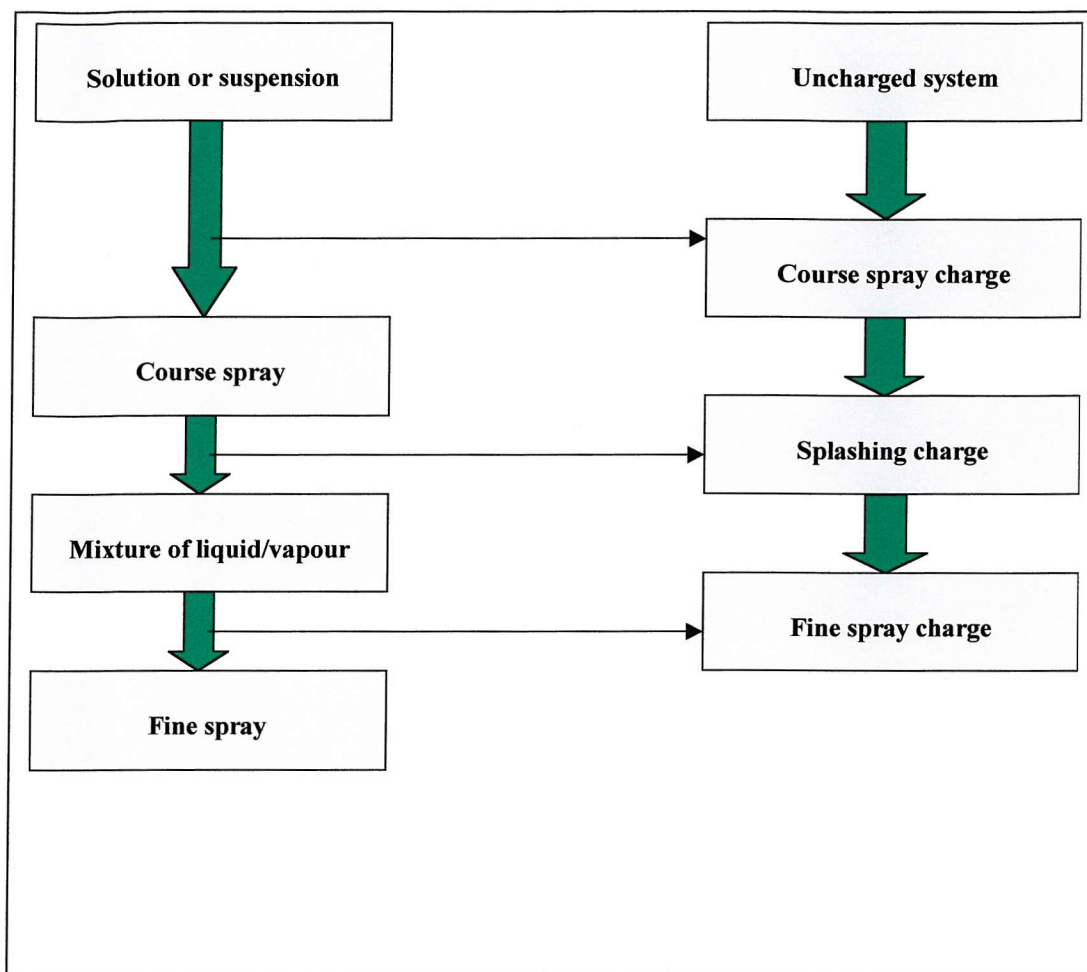 Solution or suspension
Uncharged system
Course spray charge
Course spray
Splashing charge
Mixture of liquid/vapour
Fine spray charge
Fine spray